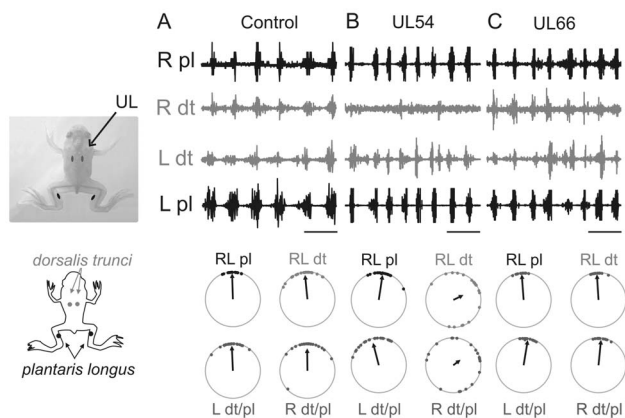 A Control B UL54 C UL66
R pl
UL
R dt
L dt
L pl
dorsalis trunci
plantaris longus
RL pl RL dt RL pl RL dt RL pl RL dt
L dt/pl R dt/pl L dt/pl R dt/pl L dt/pl R dt/pl